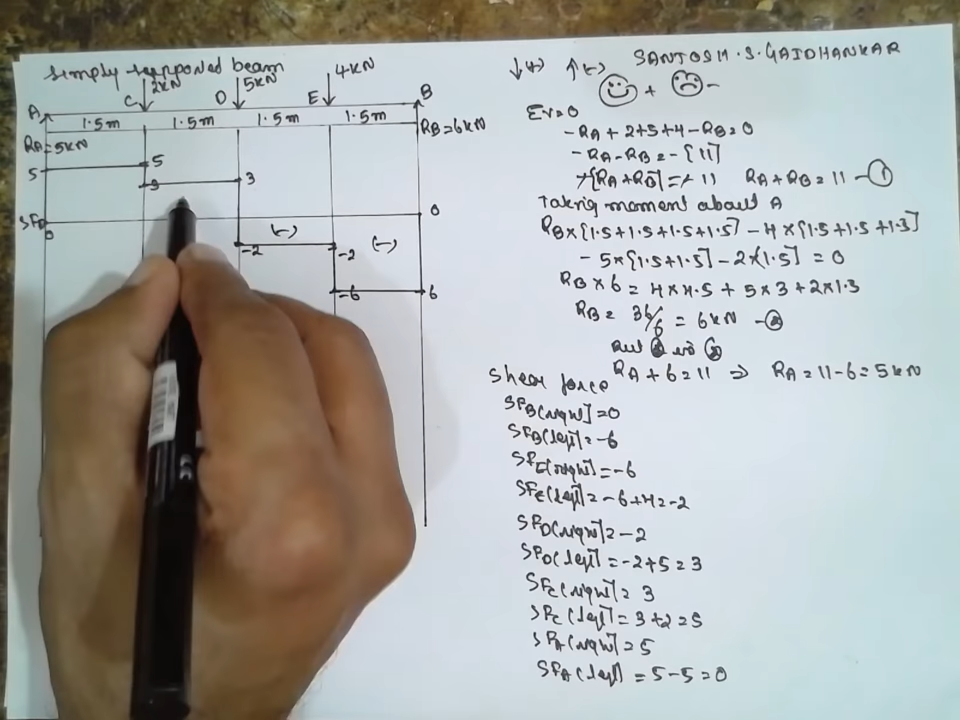 Simply supported beam
2kN 5kN 4kN
A C D E B
1.5m 1.5m 1.5m 1.5m
RA=5kN RB=6kN
5 5
3 3
SFD 0 0
(-) (-)
-2 -2
-6 6
SANTOSH.S.GAIDHANKAR
↓(+) ↑(-) + -
Σv=0
-RA+2+5+4-RB=0
-RA-RB=-[11]
-[RA+RB]=-11 RA+RB=11-①
Taking moment about A
RB×[1.5+1.5+1.5+1.5]-4×[1.5+1.5+1.5]
-5×[1.5+1.5]-2×[1.5]=0
RB×6=4×4.5+5×3+2×1.5
RB=36/6=6kN-②
Put ② in ①
RA+6=11 ⇒ RA=11-6=5kN
Shear force
SFB[right]=0
SFB[left]=-6
SFE[right]=-6
SFE[left]=-6+4=-2
SFD[right]=-2
SFD[left]=-2+5=3
SFC[right]=3
SFC[left]=3+2=5
SFA[right]=5
SFA[left]=5-5=0